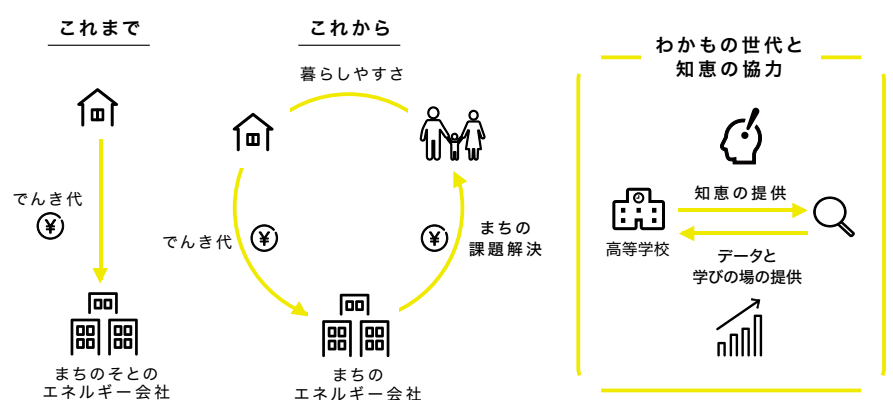 これまで
でんき代
¥
まちのそとの
エネルギー会社
これから
暮らしやすさ
でんき代
¥
¥
まちの
課題解決
まちの
エネルギー会社
わかもの世代と
知恵の協力
知恵の提供
高等学校
データと
学びの場の提供